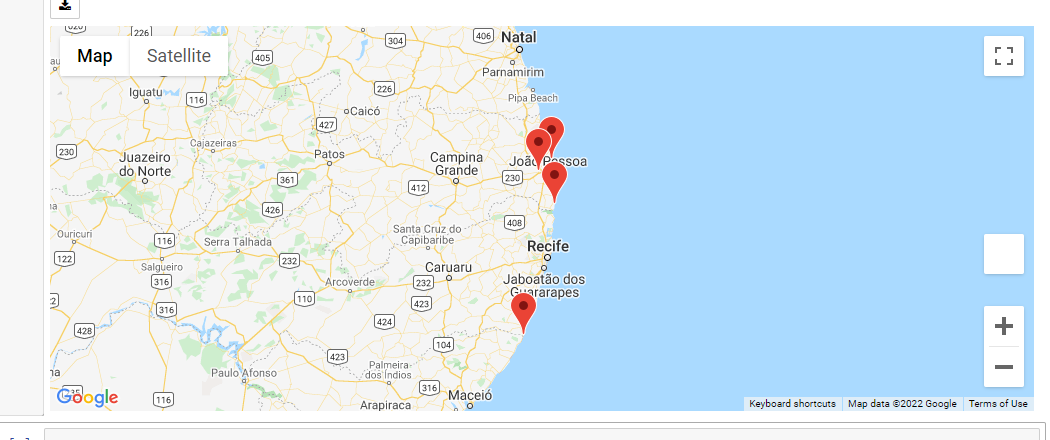 226
304
406
Natal
Map
Satellite
405
Parnamirim
226
Pipa Beach
Iguatu
116
Caicó
427
Cajazeiras
230
Juazeiro
do Norte
Patos
Campina
Grande
João Pessoa
230
361
412
426
408
Ouricuri
116
Serra Talhada
Santa Cruz do
Capibaribe
Recife
122
232
Salgueiro
316
Caruaru
Arcoverde
232
Jaboatão dos
Guararapes
110
423
316
424
428
104
423
Palmeira
dos Índios
Paulo Afonso
316
Maceió
116
Arapiraca
Google
Keyboard shortcuts
Map data ©2022 Google
Terms of Use